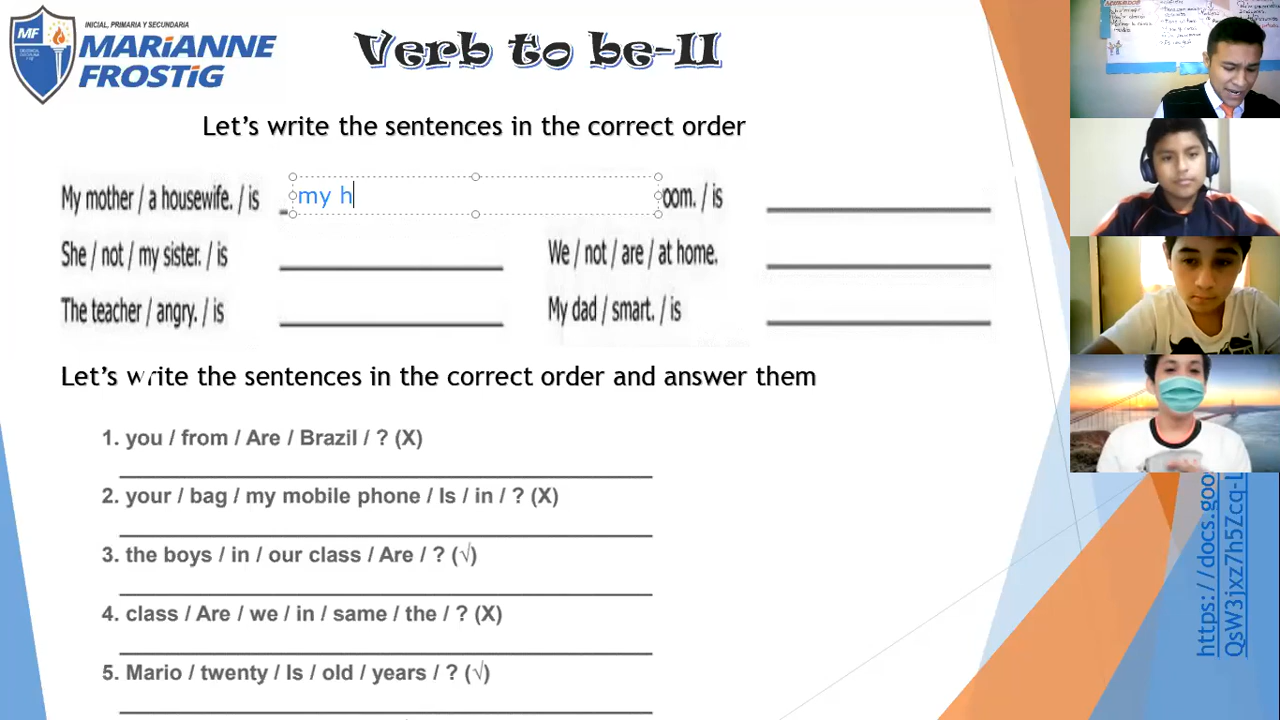 INICIAL, PRIMARIA Y SECUNDARIA
MF
MARIANNE
FROSTIG
Verb to be-II
Let's write the sentences in the correct order
My mother / a housewife. / is my h oom. / is
She / not / my sister. / is We / not / are / at home.
The teacher / angry. / is My dad / smart. / is
Let's write the sentences in the correct order and answer them
1. you / from / Are / Brazil / ? (X)
2. your / bag / my mobile phone / Is / in / ? (X)
3. the boys / in / our class / Are / ? (√)
4. class / Are / we / in / same / the / ? (X)
5. Mario / twenty / Is / old / years / ? (√)
https://docs.goo
QsW3jxz7h5Zcq-L